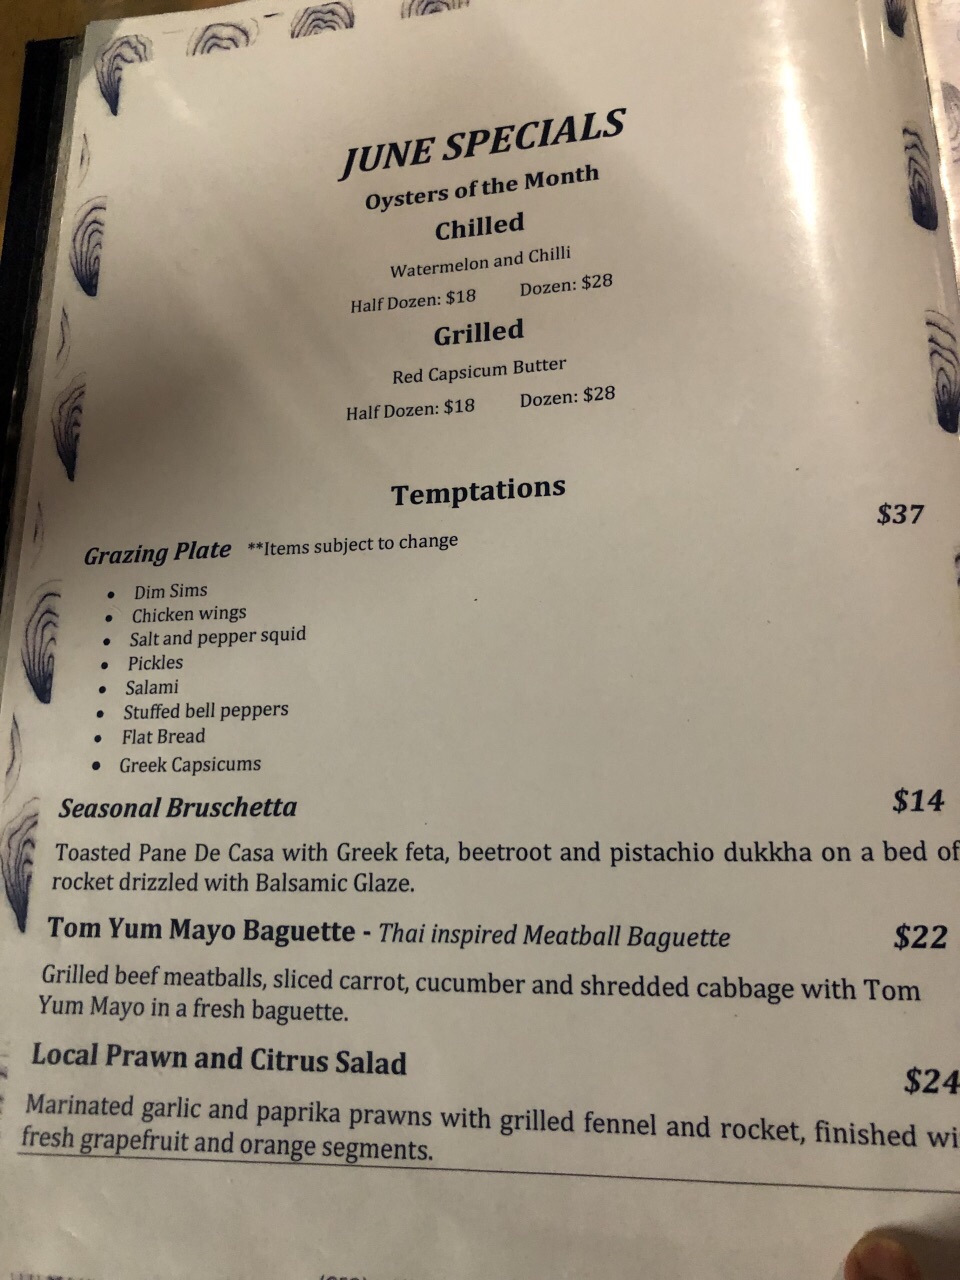 JUNE SPECIALS
Oysters of the Month
Chilled
Watermelon and Chilli
Half Dozen: $18 Dozen: $28
Grilled
Red Capsicum Butter
Half Dozen: $18 Dozen: $28
Temptations
Grazing Plate **Items subject to change $37
• Dim Sims
• Chicken wings
• Salt and pepper squid
• Pickles
• Salami
• Stuffed bell peppers
• Flat Bread
• Greek Capsicums
Seasonal Bruschetta $14
Toasted Pane De Casa with Greek feta, beetroot and pistachio dukkha on a bed of
rocket drizzled with Balsamic Glaze.
Tom Yum Mayo Baguette - Thai inspired Meatball Baguette $22
Grilled beef meatballs, sliced carrot, cucumber and shredded cabbage with Tom
Yum Mayo in a fresh baguette.
Local Prawn and Citrus Salad $24
Marinated garlic and paprika prawns with grilled fennel and rocket, finished wi
fresh grapefruit and orange segments.